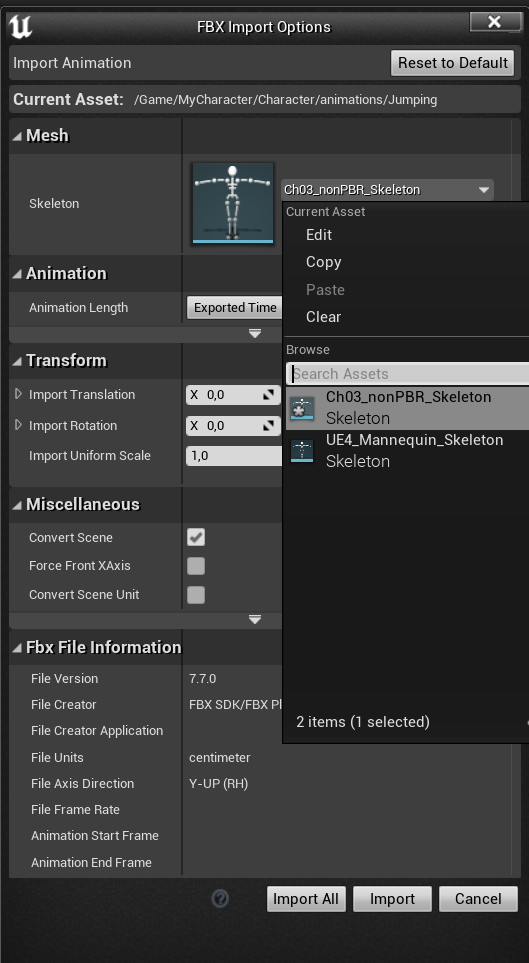 FBX Import Options
Import Animation
Reset to Default
Current Asset: /Game/MyCharacter/Character/animations/Jumping
Mesh
Skeleton
Ch03_nonPBR_Skeleton
Current Asset
Edit
Copy
Paste
Clear
Browse
Search Assets
Ch03_nonPBR_Skeleton
Skeleton
UE4_Mannequin_Skeleton
Skeleton
2 items (1 selected)
Animation
Animation Length
Exported Time
Transform
Import Translation
X 0,0
Import Rotation
X 0,0
Import Uniform Scale
1,0
Miscellaneous
Convert Scene
Force Front XAxis
Convert Scene Unit
Fbx File Information
File Version 7.7.0
File Creator FBX SDK/FBX Pl
File Creator Application
File Units centimeter
File Axis Direction Y-UP (RH)
File Frame Rate
Animation Start Frame
Animation End Frame
Import All
Import
Cancel